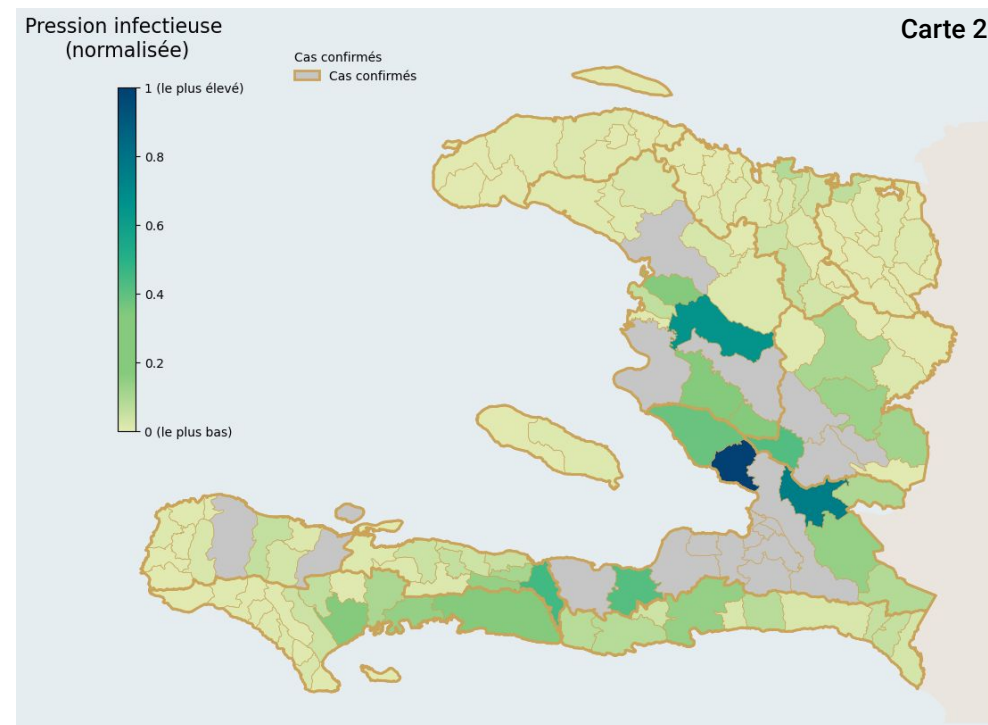 Pression infectieuse
(normalisée)
Carte 2
Cas confirmés
Cas confirmés
1 (le plus élevé)
0.8
0.6
0.4
0.2
0 (le plus bas)